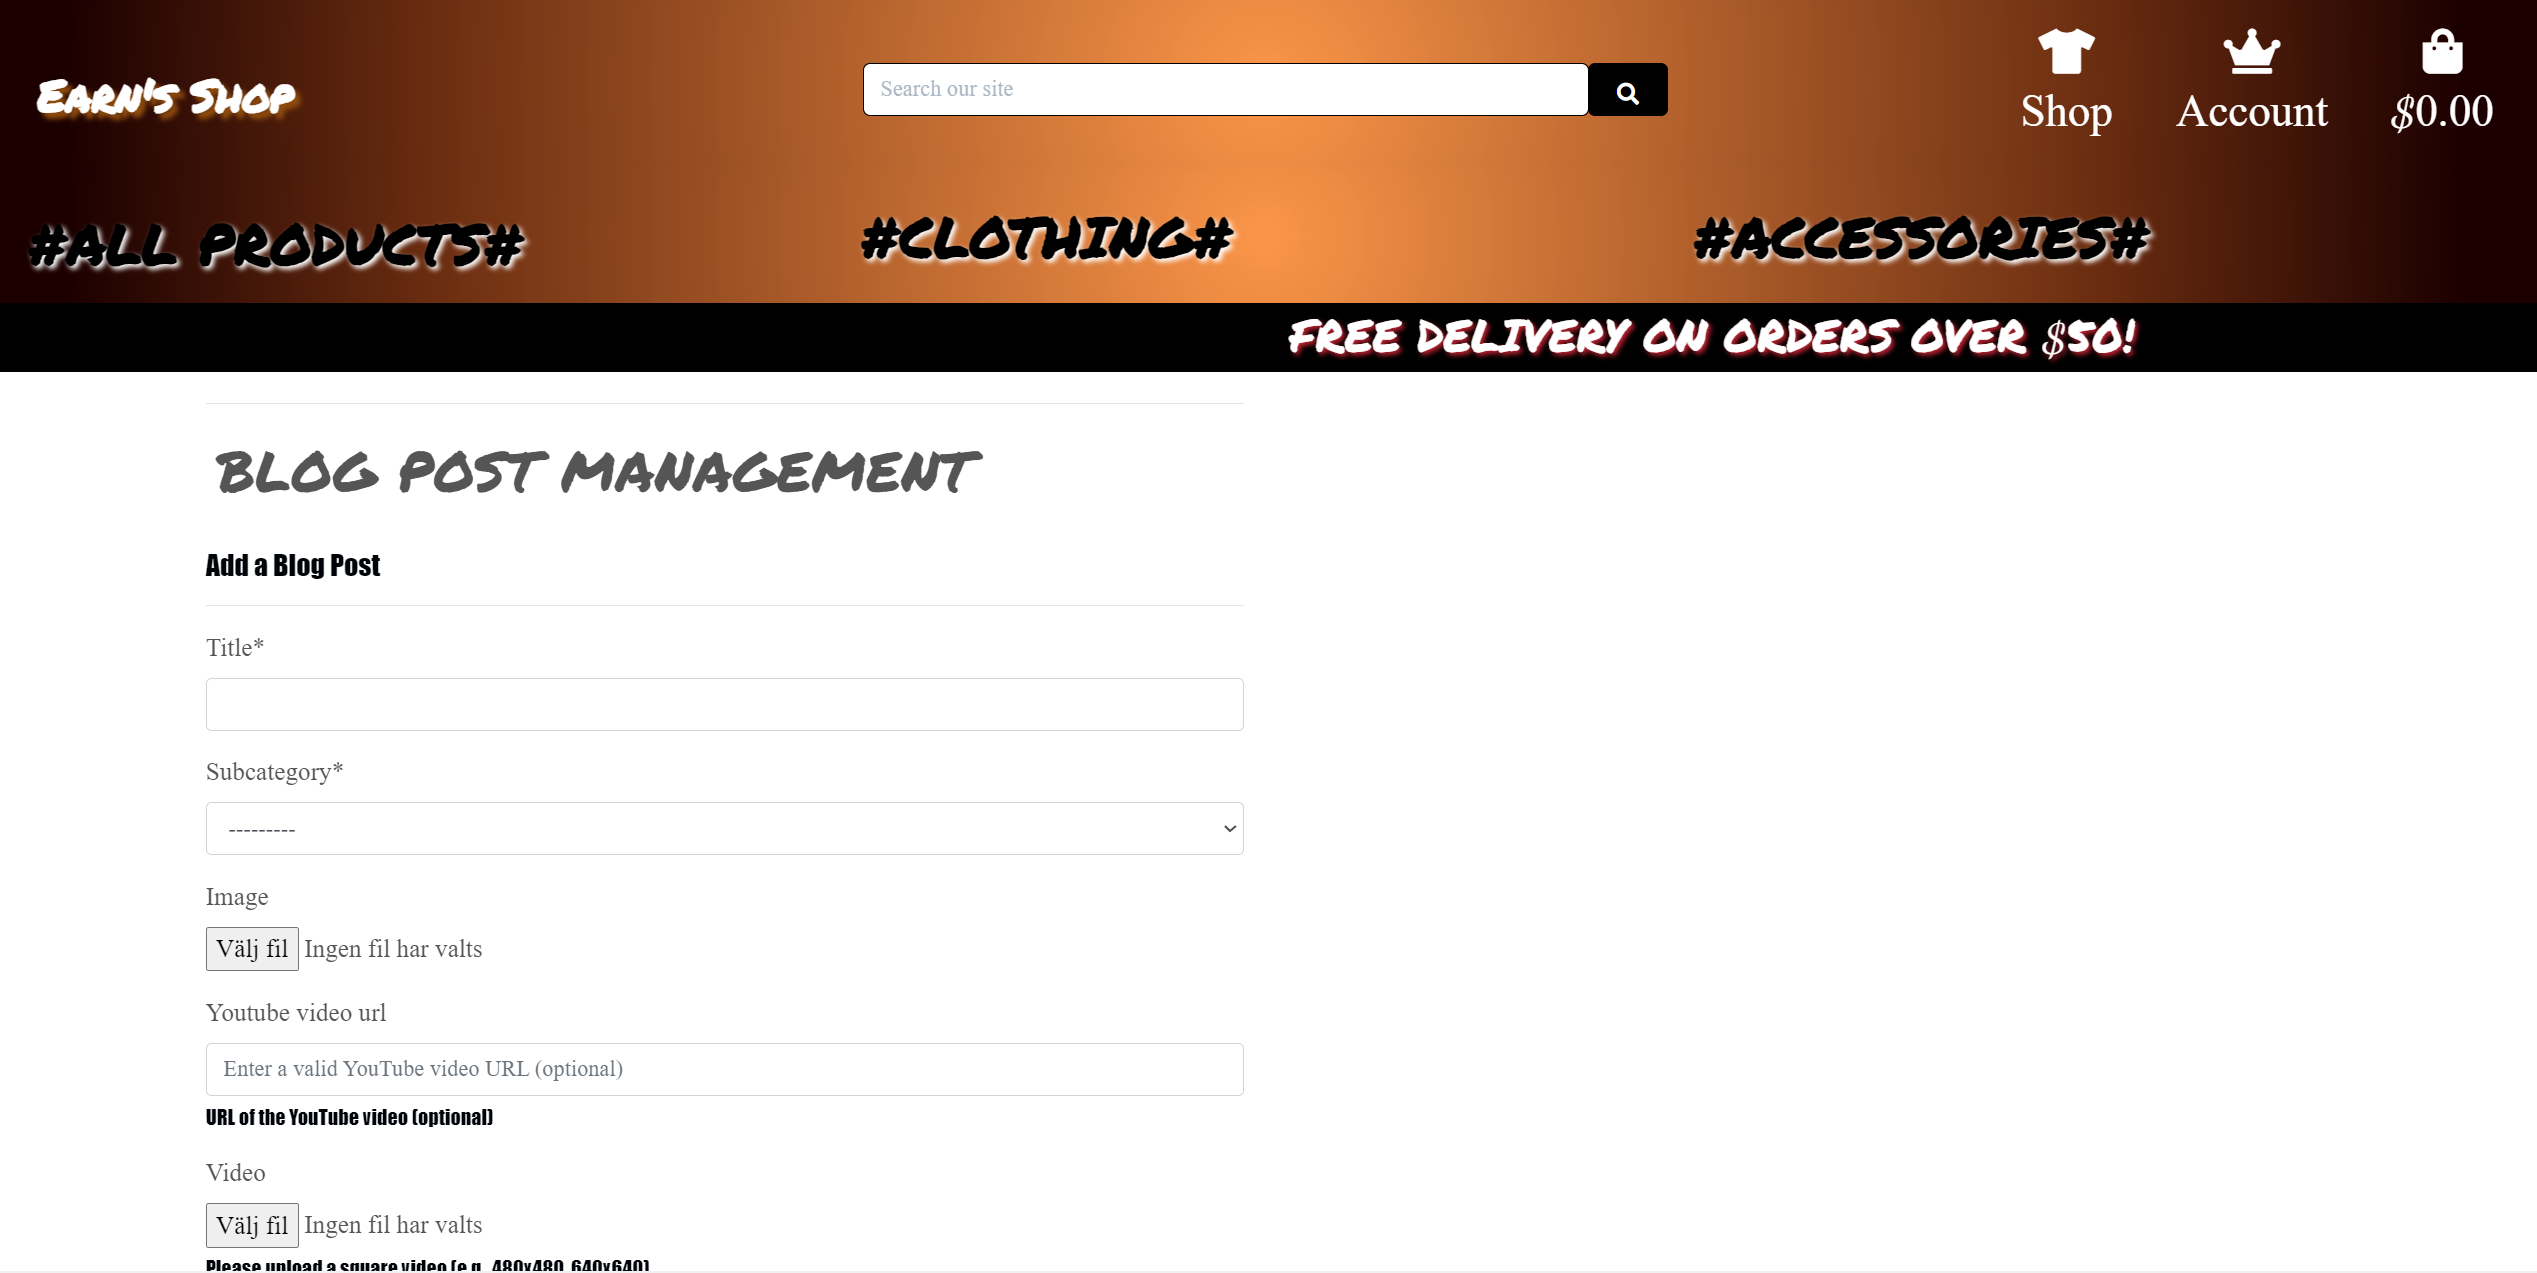 Earn's Shop
Search our site
Shop
Account
$0.00
#ALL PRODUCTS#
#CLOTHING#
#ACCESSORIES#
FREE DELIVERY ON ORDERS OVER $50!
BLOG POST MANAGEMENT
Add a Blog Post
Title*
Subcategory*
---------
Image
Välj fil Ingen fil har valts
Youtube video url
Enter a valid YouTube video URL (optional)
URL of the YouTube video (optional)
Video
Välj fil Ingen fil har valts
Please upload a square video (e.g., 480x480, 640x640)